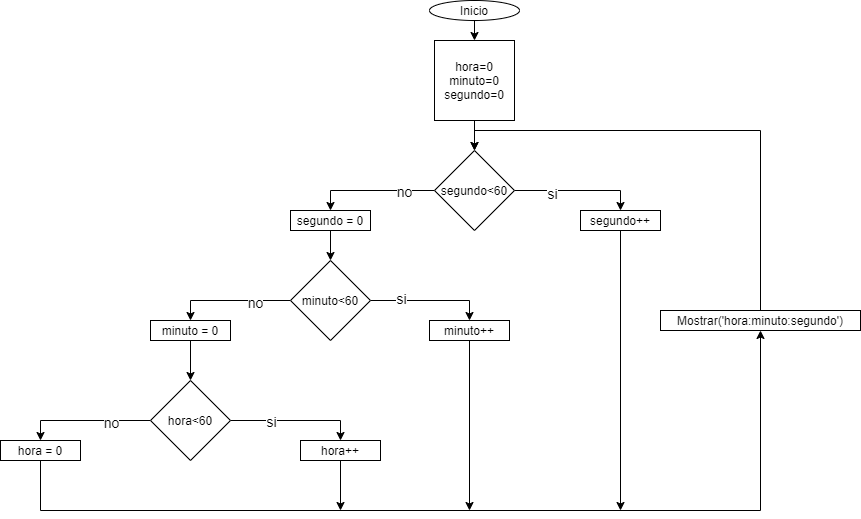 Inicio
hora=0
minuto=0
segundo=0
segundo<60
no
si
segundo = 0
segundo++
minuto<60
no
si
minuto = 0
minuto++
Mostrar('hora:minuto:segundo')
hora<60
no
si
hora = 0
hora++